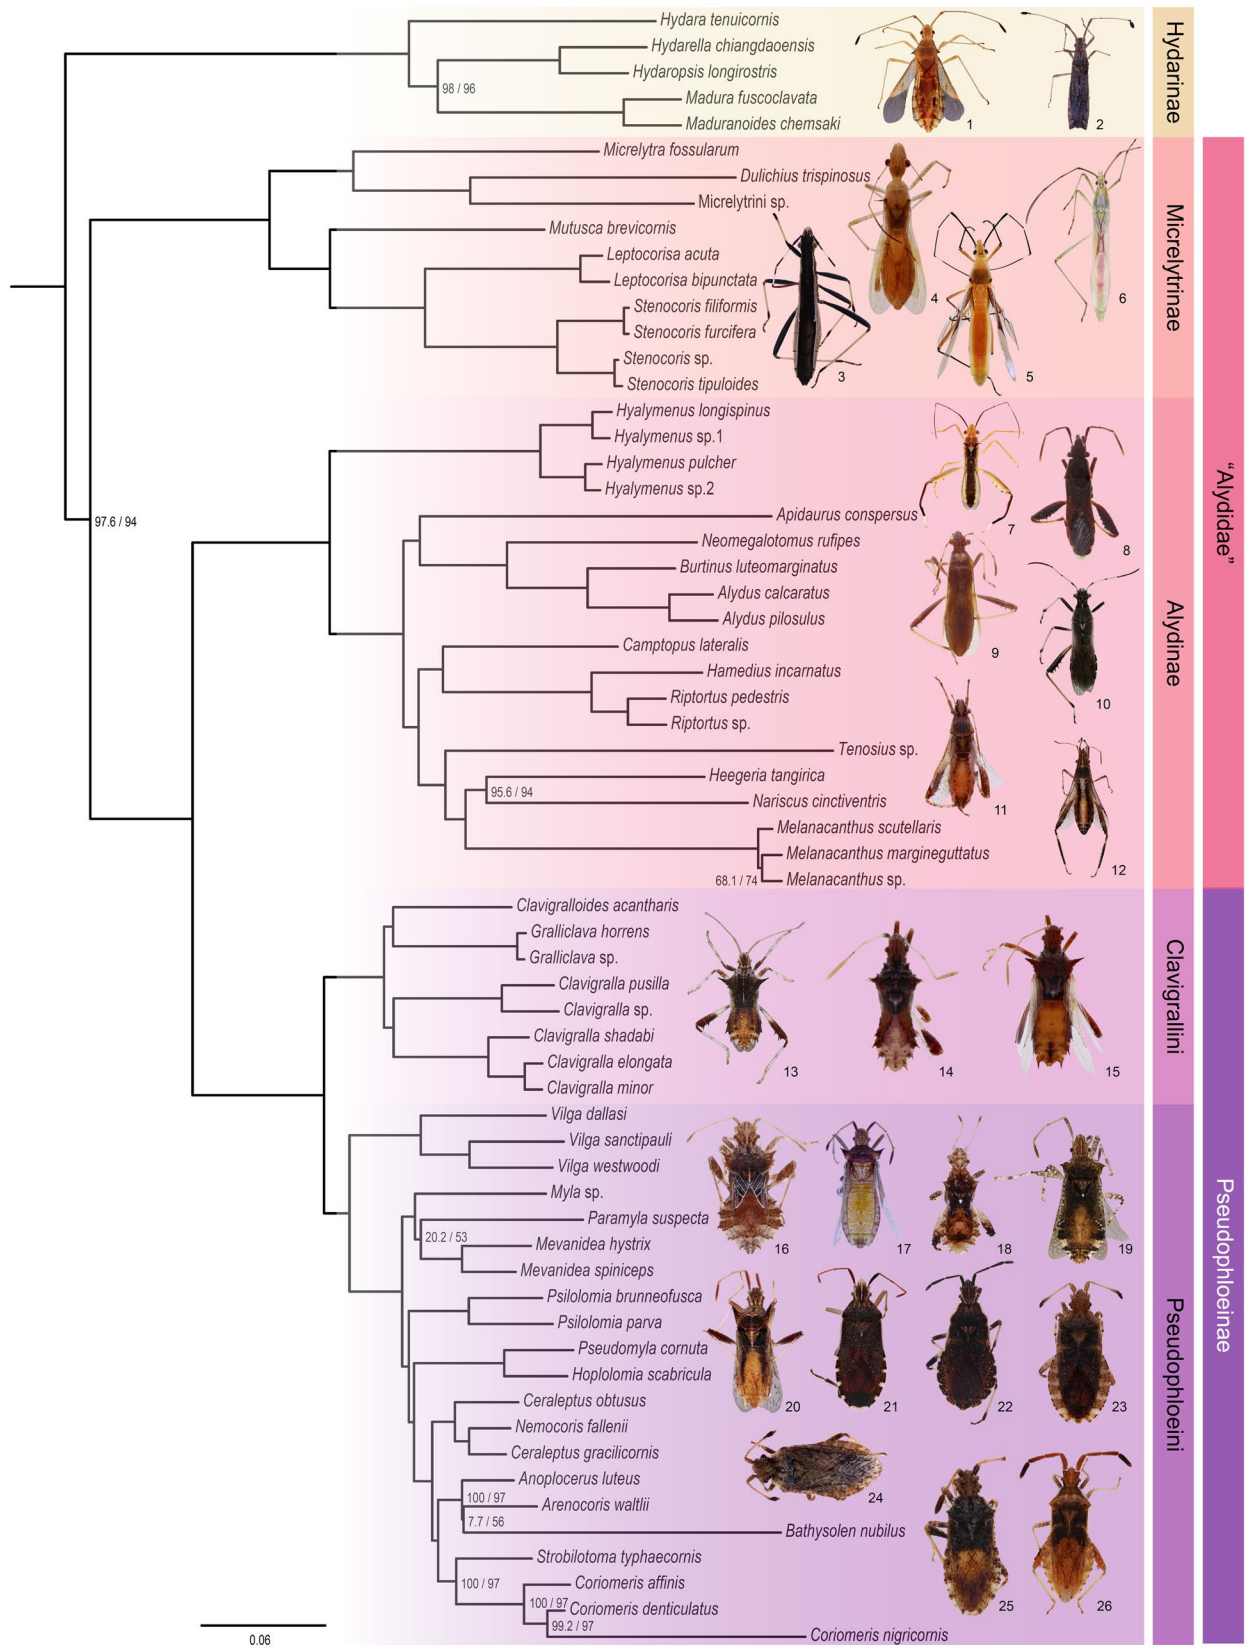 Hydara tenuicornis
Hydarella chiangdaoensis
Hydaropsis longirostris
98 / 96
Madura fuscoclavata
Maduranoides chemsaki
1
2
Hydarinae
Micrelytra fossularum
Dulichius trispinosus
Micrelytrini sp.
Mutusca brevicornis
Leptocorisa acuta
Leptocorisa bipunctata
Stenocoris filiformis
Stenocoris furcifera
Stenocoris sp.
Stenocoris tipuloides
3
4
5
6
Micrelytrinae
Hyalymenus longispinus
Hyalymenus sp.1
Hyalymenus pulcher
Hyalymenus sp.2
97.6 / 94
Apidaurus conspersus
Neomegalotomus rufipes
Burtinus luteomarginatus
Alydus calcaratus
Alydus pilosulus
Camptopus lateralis
Hamedius incarnatus
Riptortus pedestris
Riptortus sp.
Tenosius sp.
Heegeria tangirica
95.6 / 94
Nariscus cinctiventris
Melanacanthus scutellaris
Melanacanthus margineguttatus
68.1 / 74
Melanacanthus sp.
7
8
9
10
11
12
Alydinae
“Alydidae”
Clavigralloides acantharis
Gralliclava horrens
Gralliclava sp.
Clavigralla pusilla
Clavigralla sp.
Clavigralla shadabi
Clavigralla elongata
Clavigralla minor
13
14
15
Clavigrallini
Vilga dallasi
Vilga sanctipauli
Vilga westwoodi
Myla sp.
Paramyla suspecta
20.2 / 53
Mevanidea hystrix
Mevanidea spiniceps
Psilolomia brunneofusca
Psilolomia parva
Pseudomyla cornuta
Hoplolomia scabricula
Ceraleptus obtusus
Nemocoris fallenii
Ceraleptus gracilicornis
Anoplocerus luteus
100 / 97
Arenocoris waltlii
7.7 / 56
Bathysolen nubilus
Strobilotoma typhaecornis
100 / 97
Coriomeris affinis
100 / 97
Coriomeris denticulatus
99.2 / 97
Coriomeris nigricornis
16
17
18
19
20
21
22
23
24
25
26
Pseudophloeini
Pseudophloeinae
0.06